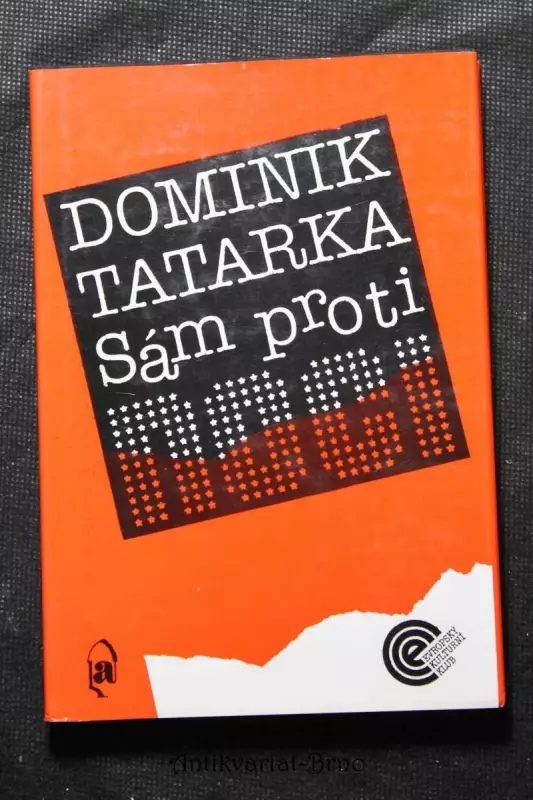 DOMINIK
TATARKA
Sám proti
noci
a
e
EVROPSKÝ
KULTURNÍ
KLUB
Antikvariat-Brno